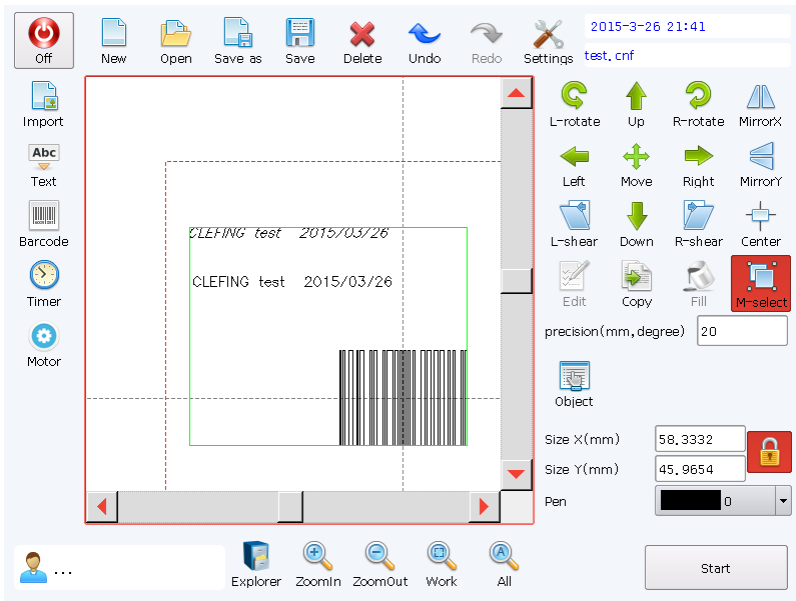 Off
New
Open
Save as
Save
Delete
Undo
Redo
Settings
2015-3-26 21:41
test.cnf
Import
Abc
Text
Barcode
Timer
Motor
CLEFING test 2015/03/26
CLEFING test 2015/03/26
L-rotate
Up
R-rotate
MirrorX
Left
Move
Right
MirrorY
L-shear
Down
R-shear
Center
Edit
Copy
Fill
M-select
precision(mm,degree)
20
Object
Size X(mm)
58.3332
Size Y(mm)
45.9654
Pen
0
...
Explorer
ZoomIn
ZoomOut
Work
A
All
Start